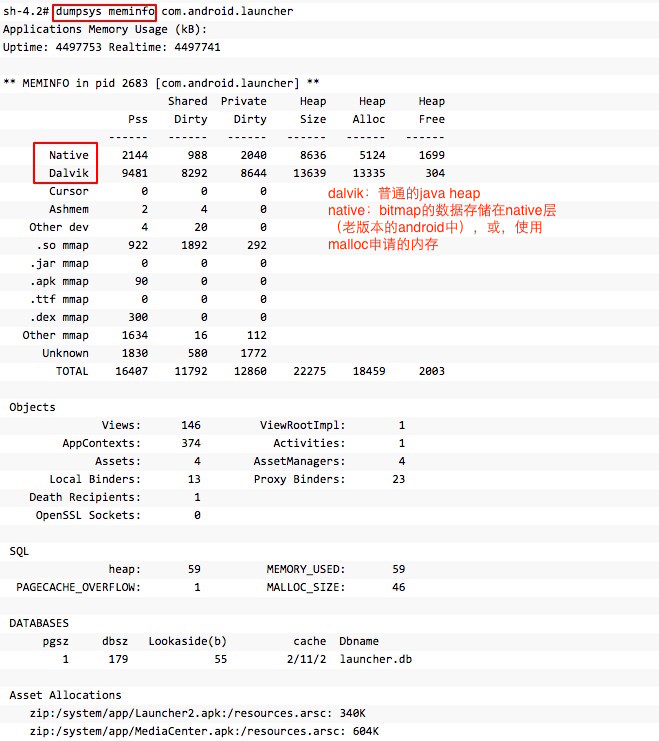 sh-4.2# dumpsys meminfo com.android.launcher
Applications Memory Usage (kB):
Uptime: 4497753 Realtime: 4497741
** MEMINFO in pid 2683 [com.android.launcher] **
Shared Private Heap Heap Heap
Pss Dirty Dirty Size Alloc Free
------ ------ ------ ------ ------ ------
Native 2144 988 2040 8636 5124 1699
Dalvik 9481 8292 8644 13639 13335 304
Cursor 0 0 0
dalvik：普通的java heap
Ashmem 2 4 0
native：bitmap的数据存储在native层
Other dev 4 20 0
（老版本的android中），或，使用
.so mmap 922 1892 292
malloc申请的内存
.jar mmap 0 0 0
.apk mmap 90 0 0
.ttf mmap 0 0 0
.dex mmap 300 0 0
Other mmap 1634 16 112
Unknown 1830 580 1772
TOTAL 16407 11792 12860 22275 18459 2003
Objects
Views: 146 ViewRootImpl: 1
AppContexts: 374 Activities: 1
Assets: 4 AssetManagers: 4
Local Binders: 13 Proxy Binders: 23
Death Recipients: 1
OpenSSL Sockets: 0
SQL
heap: 59 MEMORY_USED: 59
PAGECACHE_OVERFLOW: 1 MALLOC_SIZE: 46
DATABASES
pgsz dbsz Lookaside(b) cache Dbname
1 179 55 2/11/2 launcher.db
Asset Allocations
zip:/system/app/Launcher2.apk:/resources.arsc: 340K
zip:/system/app/MediaCenter.apk:/resources.arsc: 604K